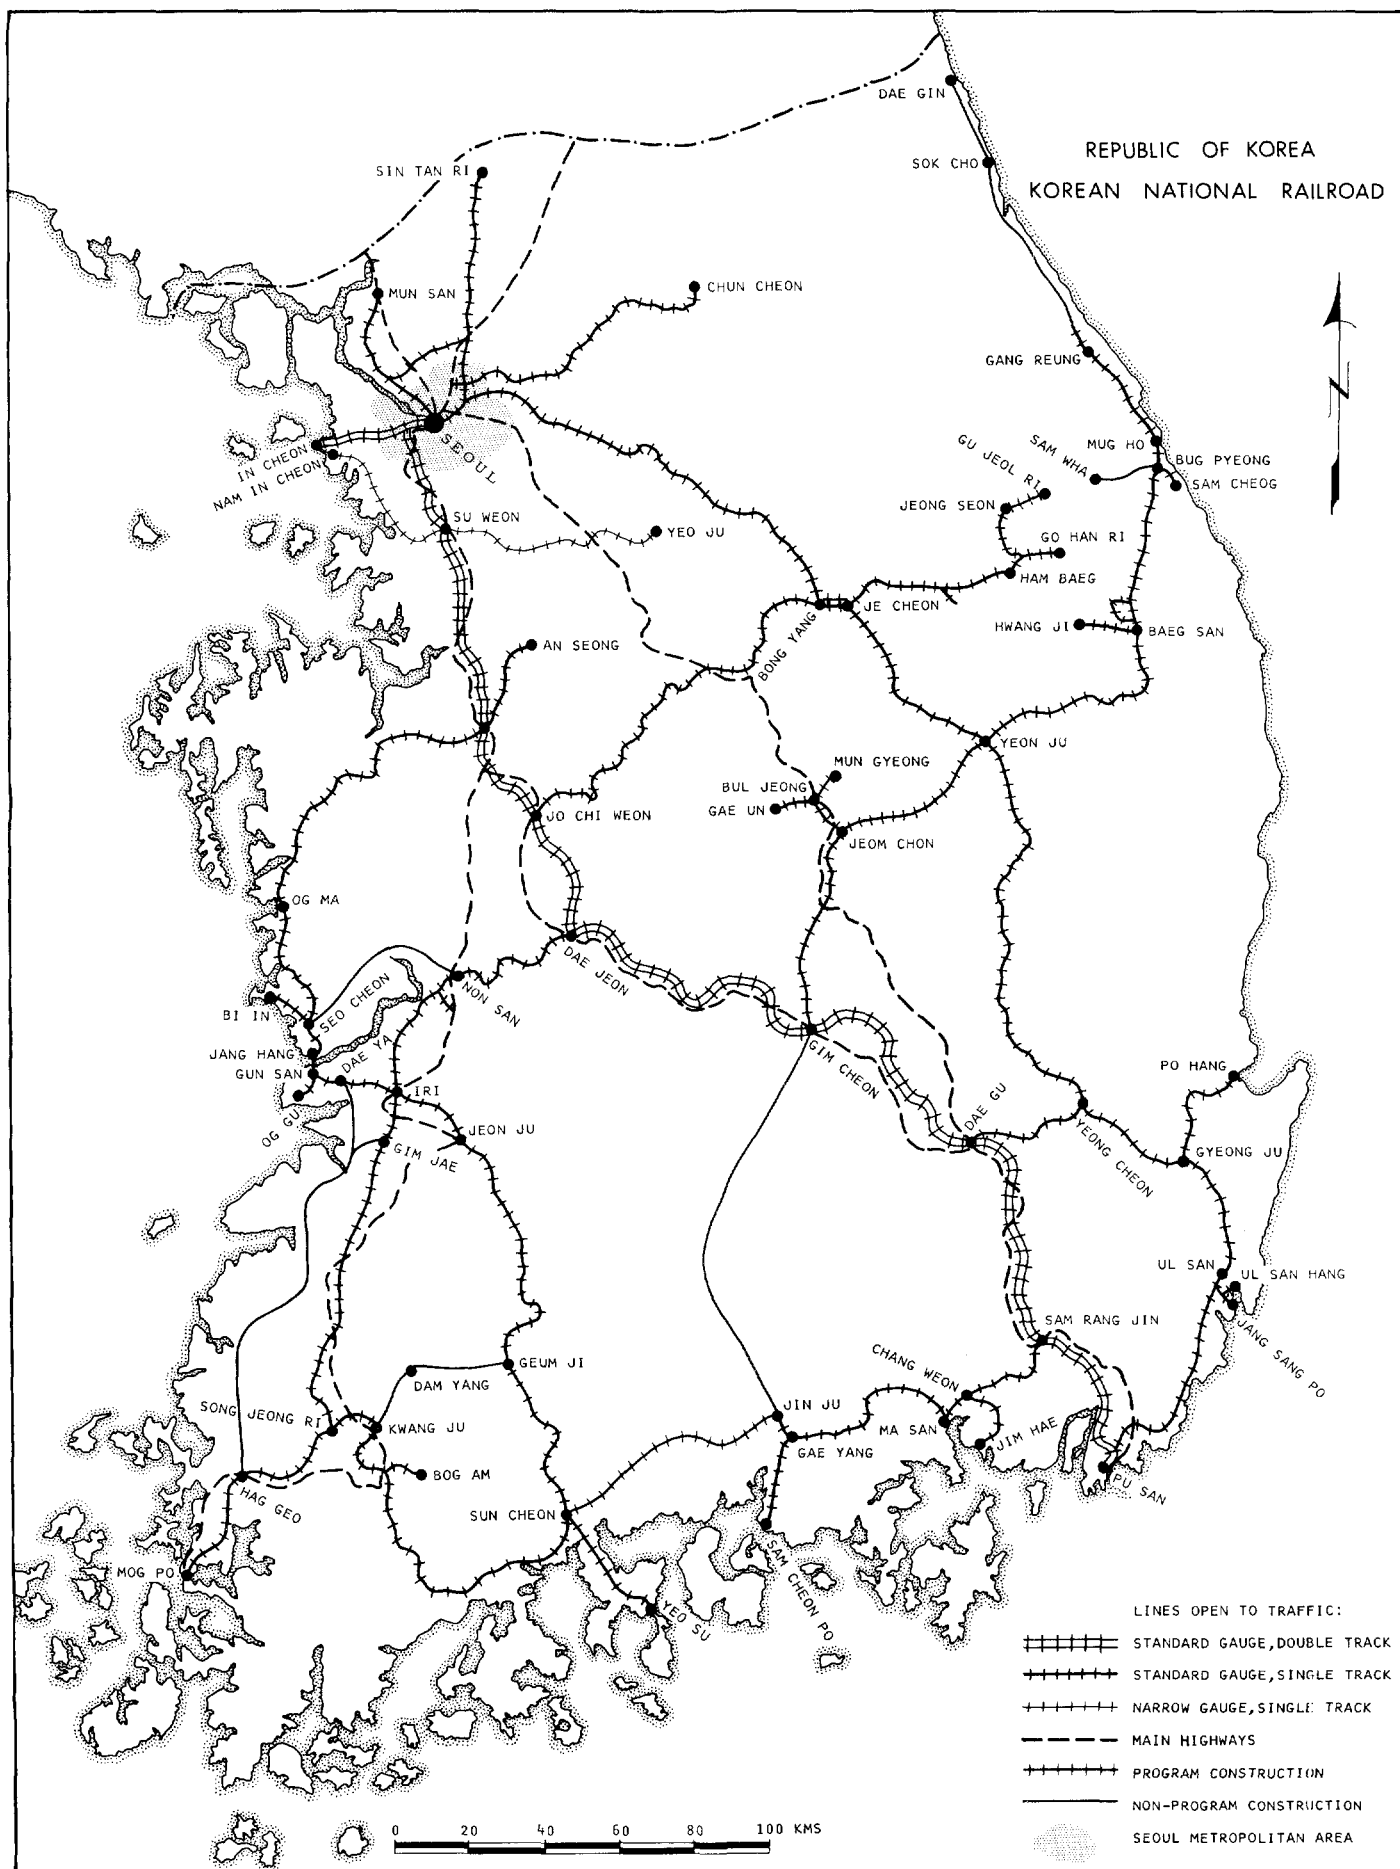 DAE GIN
REPUBLIC OF KOREA
KOREAN NATIONAL RAILROAD
SOK CHO
SIN TAN RI
MUN SAN
CHUN CHEON
N
GANG REUNG
SEOUL
IN CHEON
NAM IN CHEON
MUG HO
BUG PYEONG
SAM WHA
SAM CHEOG
GU JEOL RI
JEONG SEON
GO HAN RI
SU WEON
YEO JU
HAM BAEG
JE CHEON
HWANG JI
BAEG SAN
AN SEONG
BONG YANG
YEON JU
MUN GYEONG
BUL JEONG
GAE UN
JO CHI WEON
JEOM CHON
OG MA
DAE JEON
NON SAN
BI IN
SEO CHEON
JANG HANG
DAE YA
GUN SAN
GIM CHEON
PO HANG
IRI
OG GU
DAE GU
YEONG CHEON
JEON JU
GIM JAE
GYEONG JU
UL SAN
UL SAN HANG
JANG SANG PO
SAM RANG JIN
GEUM JI
DAM YANG
CHANG WEON
SONG JEONG RI
KWANG JU
JIN JU
MA SAN
GAE YANG
JIM HAE
BOG AM
PU SAN
HAG GEO
SUN CHEON
MOG PO
SAM CHEON PO
YEO SU
LINES OPEN TO TRAFFIC:
STANDARD GAUGE,DOUBLE TRACK
STANDARD GAUGE,SINGLE TRACK
NARROW GAUGE,SINGLE TRACK
MAIN HIGHWAYS
PROGRAM CONSTRUCTION
NON-PROGRAM CONSTRUCTION
SEOUL METROPOLITAN AREA
0 20 40 60 80 100 KMS